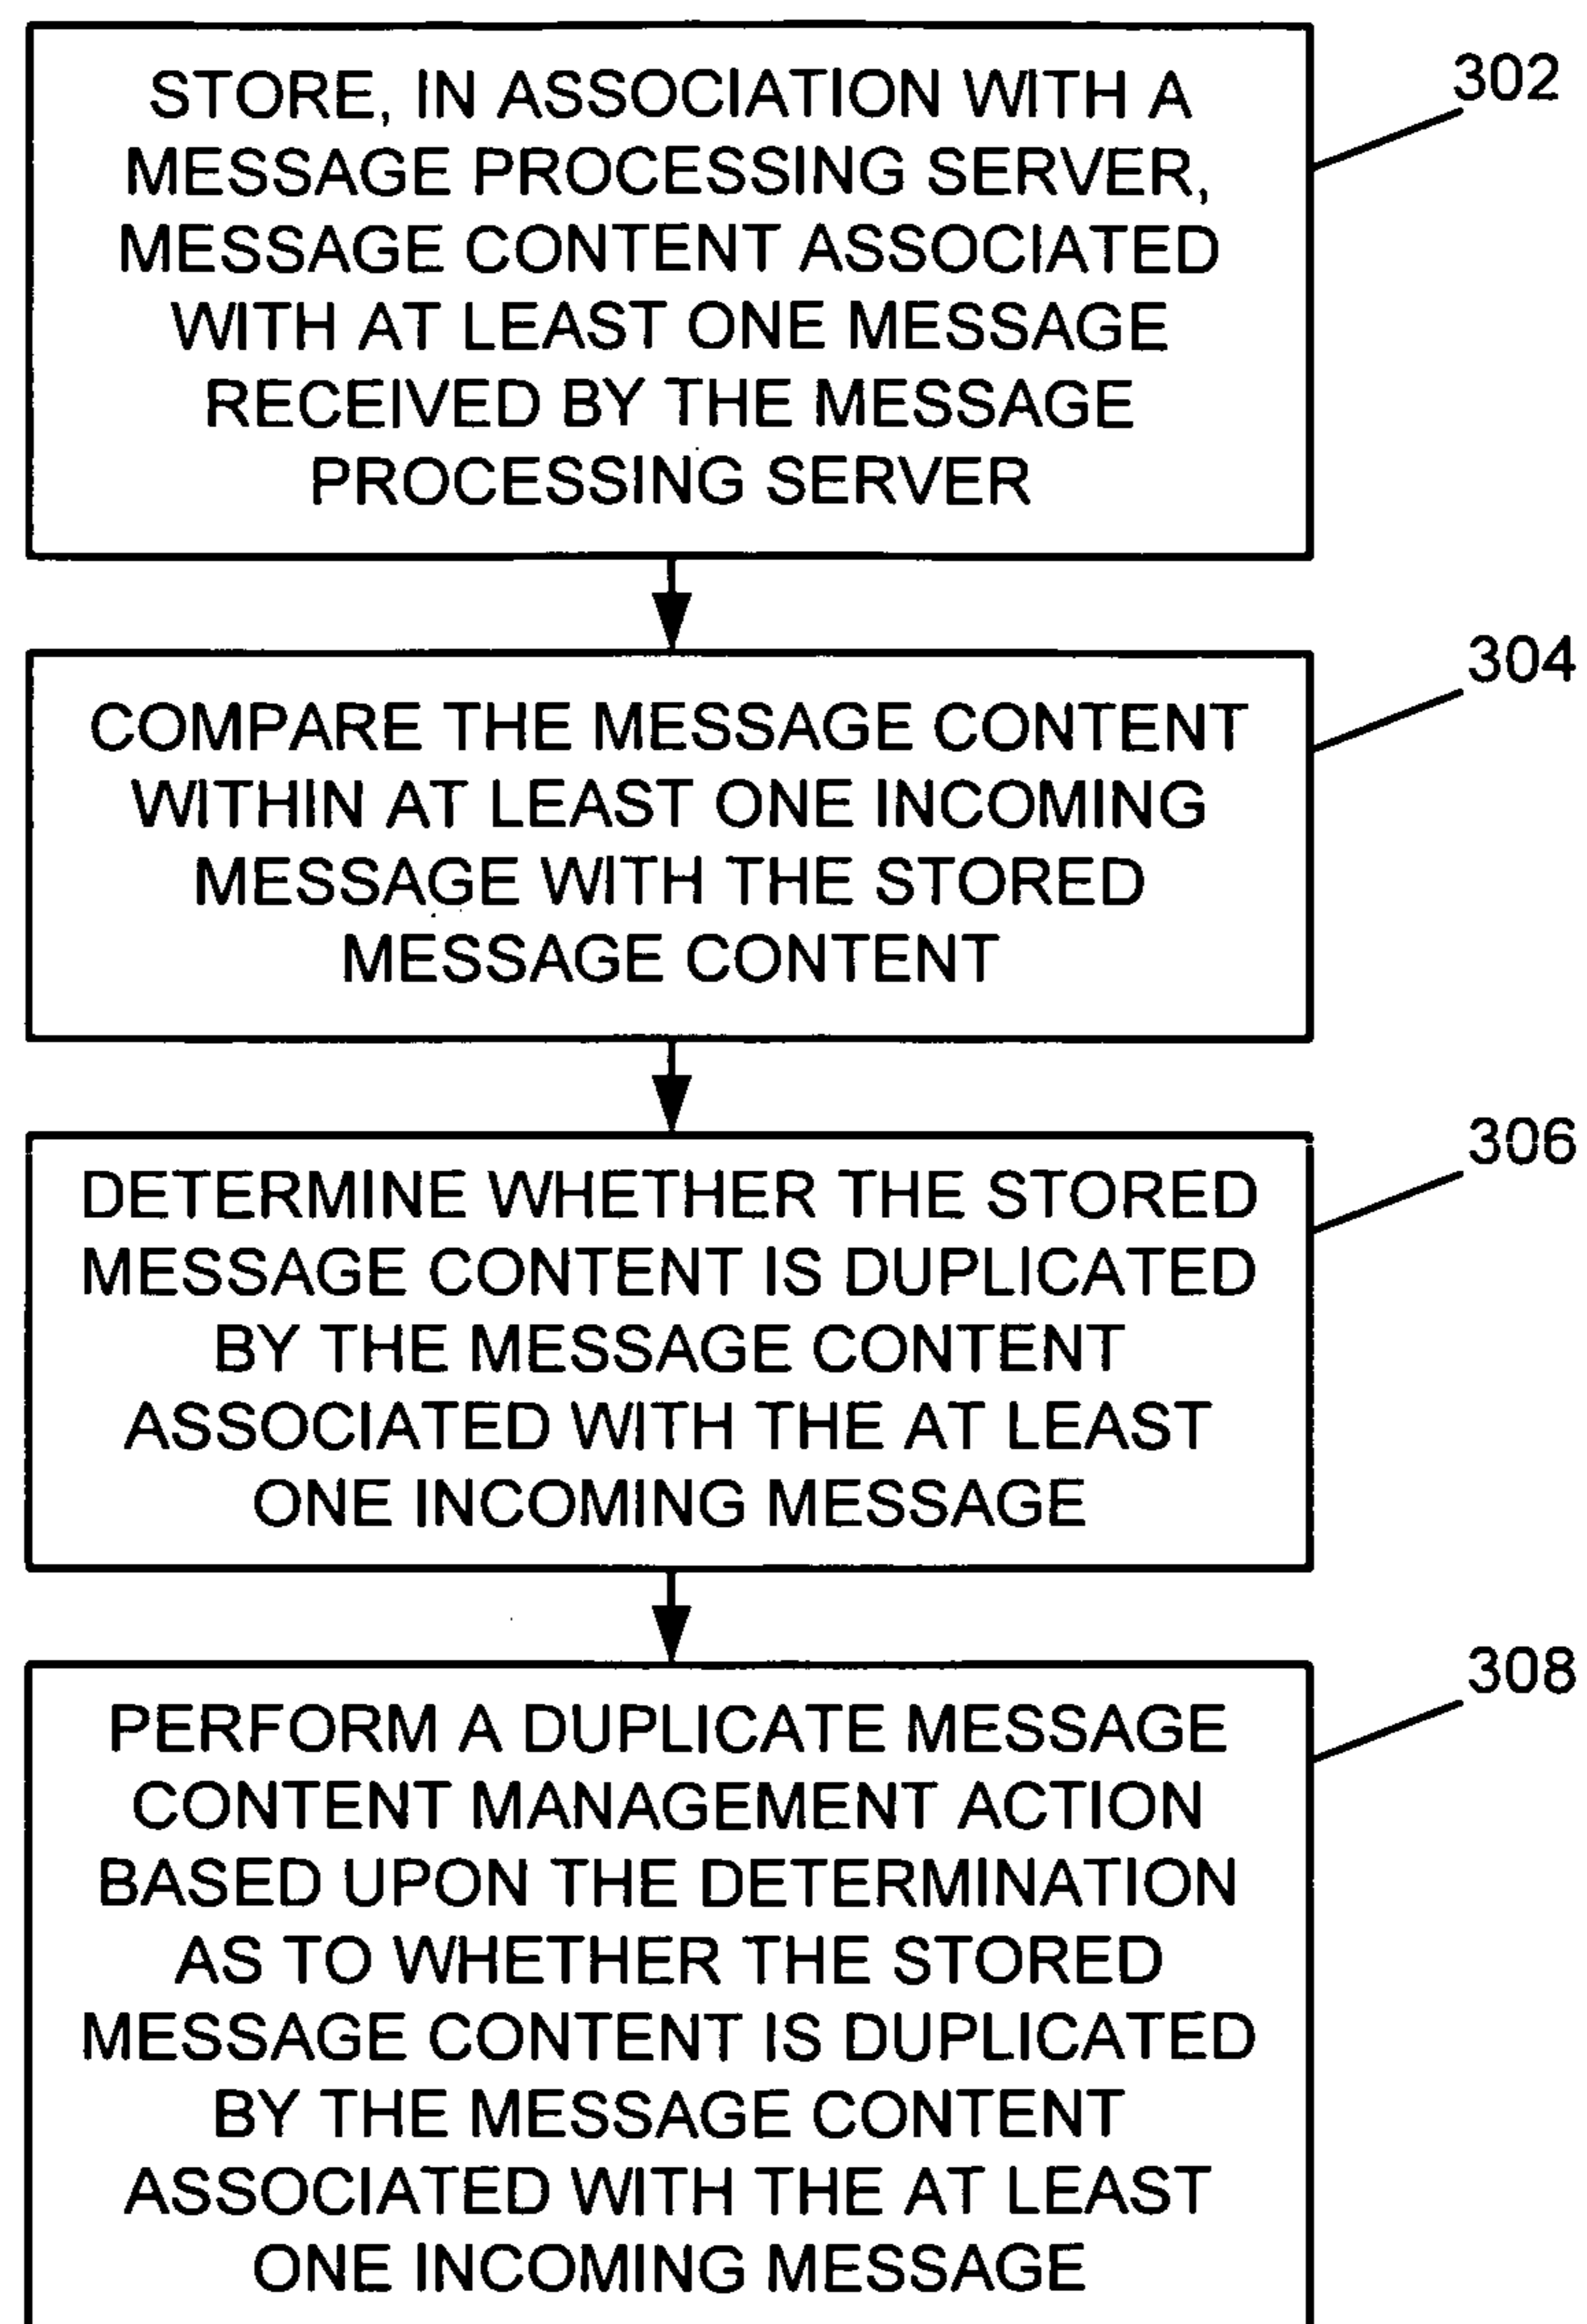 STORE, IN ASSOCIATION WITH A
MESSAGE PROCESSING SERVER,
MESSAGE CONTENT ASSOCIATED
WITH AT LEAST ONE MESSAGE
RECEIVED BY THE MESSAGE
PROCESSING SERVER
302
COMPARE THE MESSAGE CONTENT
WITHIN AT LEAST ONE INCOMING
MESSAGE WITH THE STORED
MESSAGE CONTENT
304
DETERMINE WHETHER THE STORED
MESSAGE CONTENT IS DUPLICATED
BY THE MESSAGE CONTENT
ASSOCIATED WITH THE AT LEAST
ONE INCOMING MESSAGE
306
PERFORM A DUPLICATE MESSAGE
CONTENT MANAGEMENT ACTION
BASED UPON THE DETERMINATION
AS TO WHETHER THE STORED
MESSAGE CONTENT IS DUPLICATED
BY THE MESSAGE CONTENT
ASSOCIATED WITH THE AT LEAST
ONE INCOMING MESSAGE
308